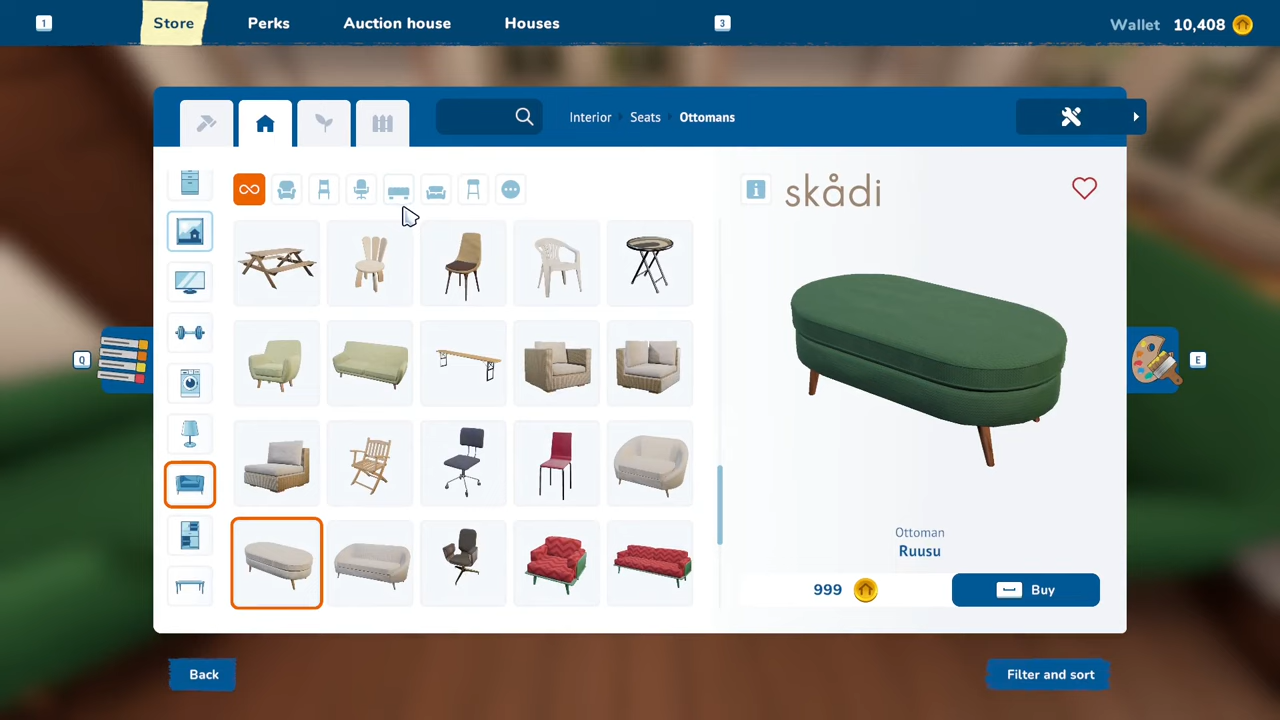 1
Store
Perks
Auction house
Houses
3
Wallet 10,408
Interior Seats Ottomans
skådi
Q
E
Ottoman
Ruusu
999
Buy
Back
Filter and sort